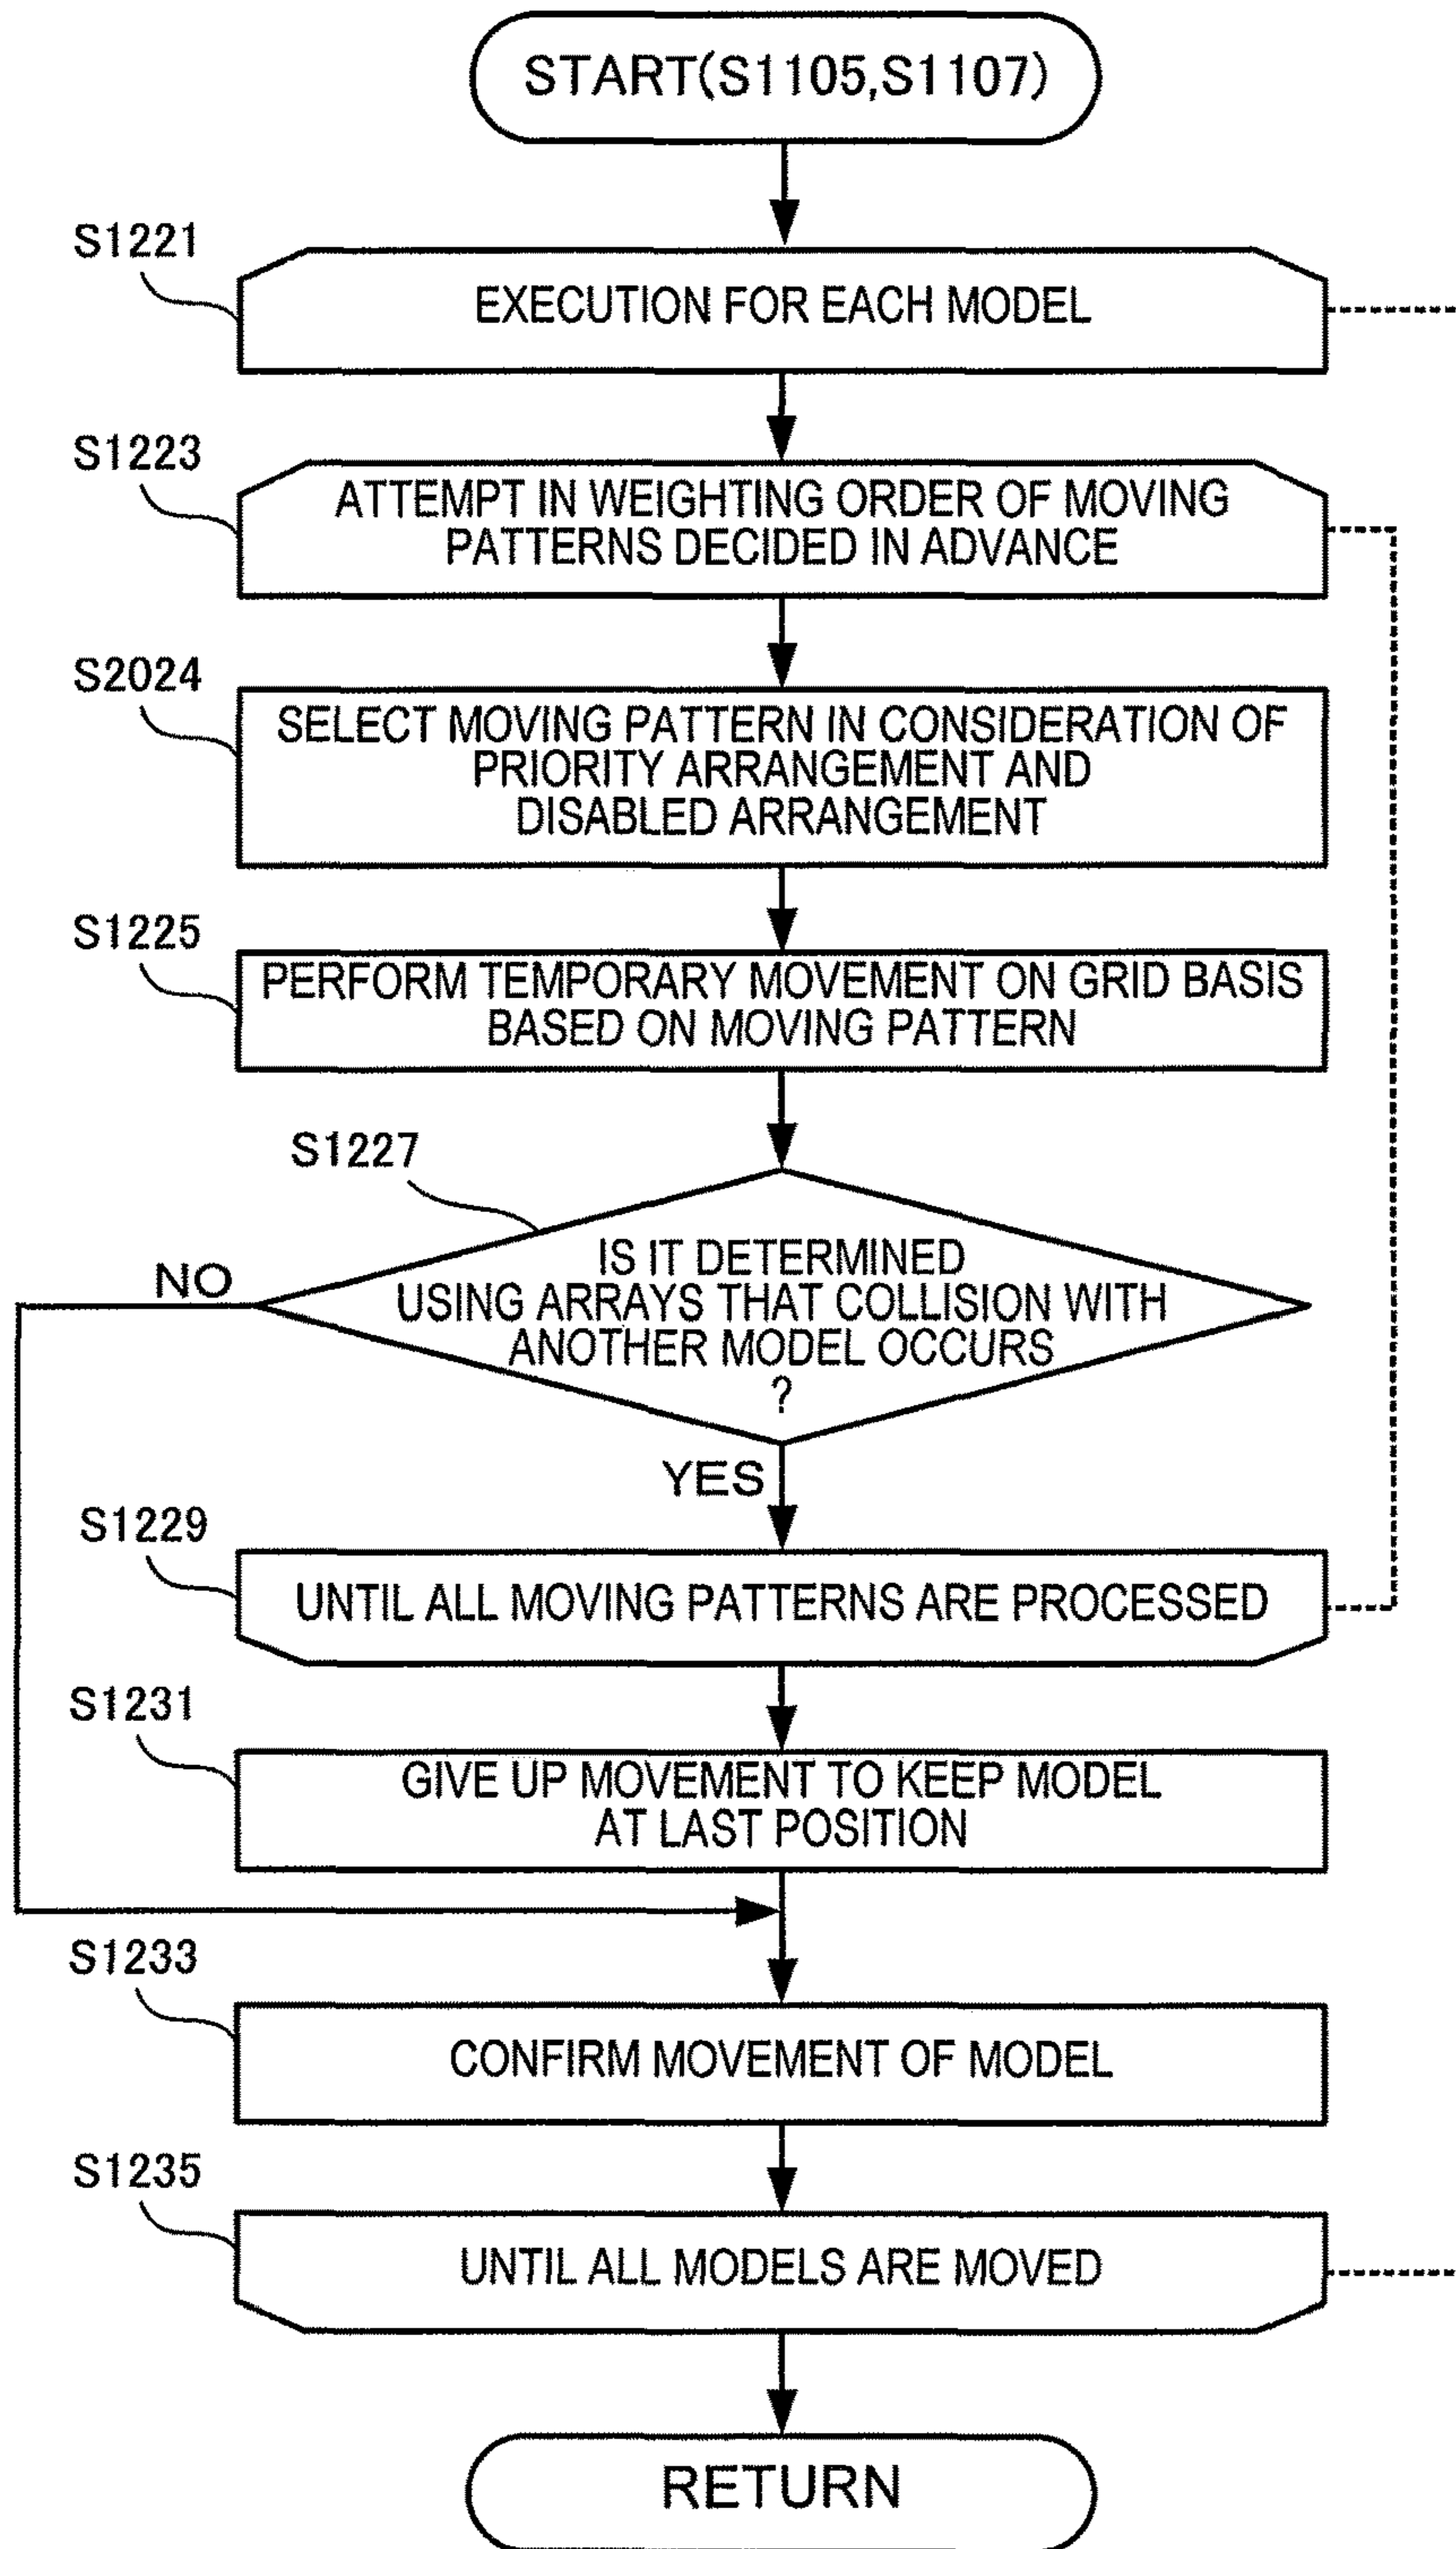 START(S1105,S1107)
S1221
EXECUTION FOR EACH MODEL
S1223
ATTEMPT IN WEIGHTING ORDER OF MOVING
PATTERNS DECIDED IN ADVANCE
S2024
SELECT MOVING PATTERN IN CONSIDERATION OF
PRIORITY ARRANGEMENT AND
DISABLED ARRANGEMENT
S1225
PERFORM TEMPORARY MOVEMENT ON GRID BASIS
BASED ON MOVING PATTERN
S1227
IS IT DETERMINED
USING ARRAYS THAT COLLISION WITH
ANOTHER MODEL OCCURS
?
NO
YES
S1229
UNTIL ALL MOVING PATTERNS ARE PROCESSED
S1231
GIVE UP MOVEMENT TO KEEP MODEL
AT LAST POSITION
S1233
CONFIRM MOVEMENT OF MODEL
S1235
UNTIL ALL MODELS ARE MOVED
RETURN